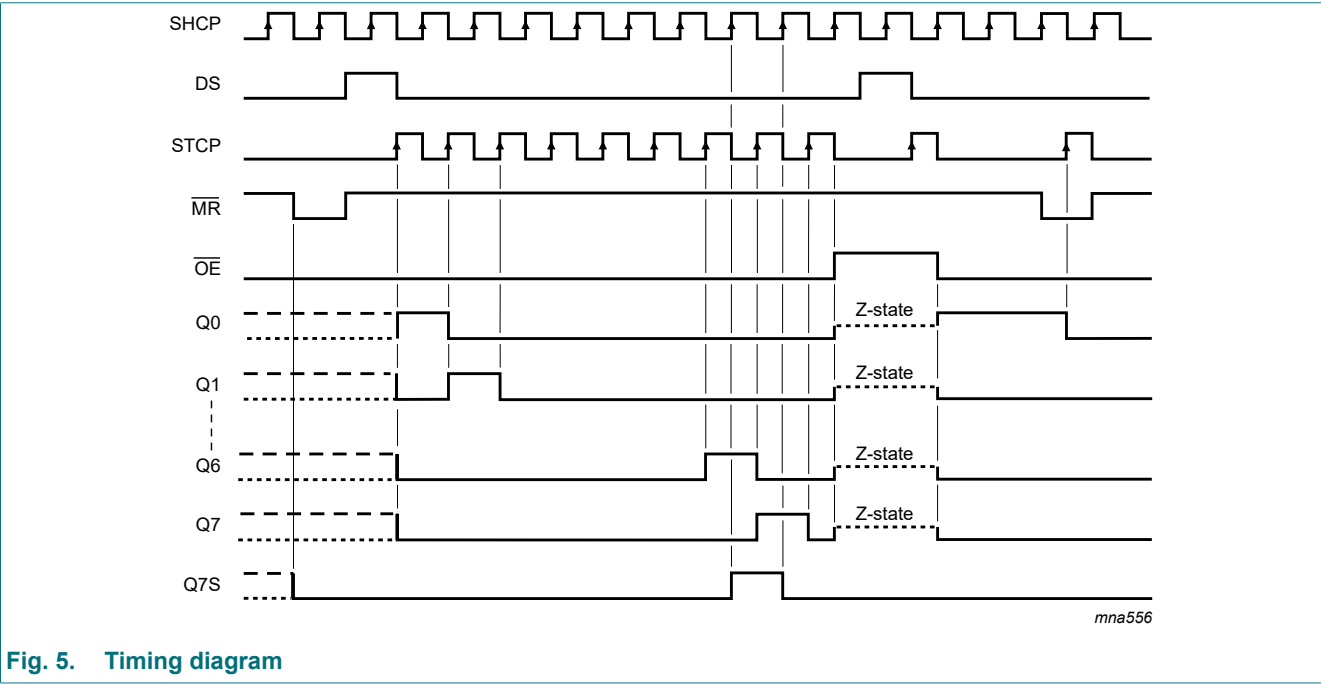 SHCP
DS
STCP
MR
OE
Q0
Z-state
Q1
Z-state
Q6
Z-state
Q7
Z-state
Q7S
mna556
Fig. 5. Timing diagram